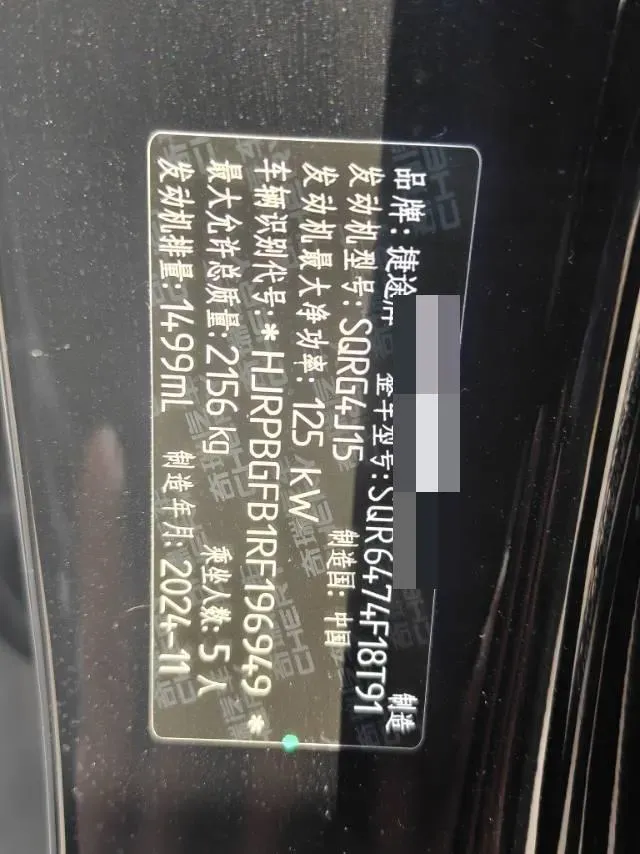 品牌: 捷途牌 整车型号: SQR6474F18T91 制造
发动机型号: SQRG4J15 制造国: 中国
发动机最大净功率: 125 kW
车辆识别代号: *HJRPBGFB1RF196949*
最大允许总质量: 2156 kg 乘坐人数: 5 人
发动机排量: 1499mL 制造年月: 2024-11